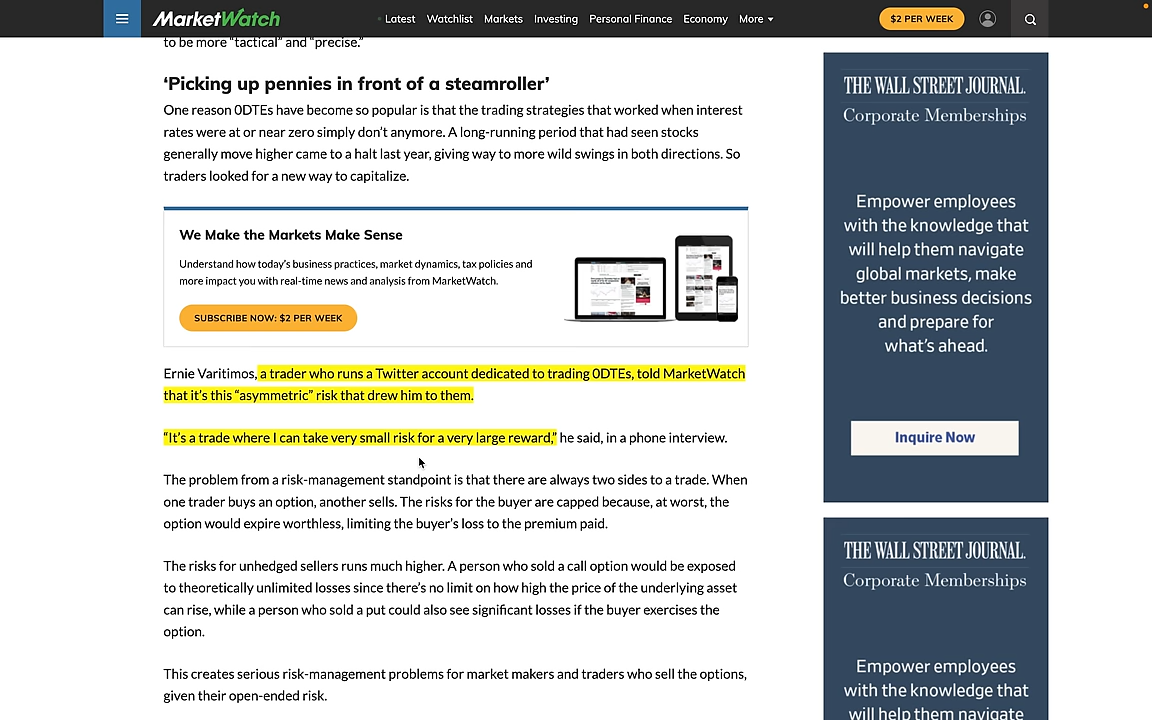 MarketWatch
Latest Watchlist Markets Investing Personal Finance Economy More
$2 PER WEEK
to be more “tactical” and “precise.”
‘Picking up pennies in front of a steamroller’
One reason 0DTEs have become so popular is that the trading strategies that worked when interest
rates were at or near zero simply don’t anymore. A long-running period that had seen stocks
generally move higher came to a halt last year, giving way to more wild swings in both directions. So
traders looked for a new way to capitalize.
We Make the Markets Make Sense
Understand how today’s business practices, market dynamics, tax policies and
more impact you with real-time news and analysis from MarketWatch.
SUBSCRIBE NOW: $2 PER WEEK
Ernie Varitimos, a trader who runs a Twitter account dedicated to trading 0DTEs, told MarketWatch
that it’s this “asymmetric” risk that drew him to them.
“It’s a trade where I can take very small risk for a very large reward,” he said, in a phone interview.
The problem from a risk-management standpoint is that there are always two sides to a trade. When
one trader buys an option, another sells. The risks for the buyer are capped because, at worst, the
option would expire worthless, limiting the buyer’s loss to the premium paid.
The risks for unhedged sellers runs much higher. A person who sold a call option would be exposed
to theoretically unlimited losses since there’s no limit on how high the price of the underlying asset
can rise, while a person who sold a put could also see significant losses if the buyer exercises the
option.
This creates serious risk-management problems for market makers and traders who sell the options,
given their open-ended risk.
THE WALL STREET JOURNAL.
Corporate Memberships
Empower employees
with the knowledge that
will help them navigate
global markets, make
better business decisions
and prepare for
what’s ahead.
Inquire Now
THE WALL STREET JOURNAL.
Corporate Memberships
Empower employees
with the knowledge that
will help them navigate